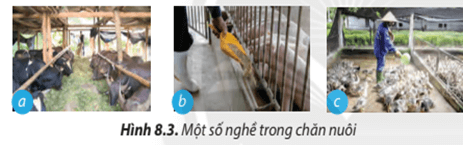 a
b
c
Hình 8.3. Một số nghề trong chăn nuôi